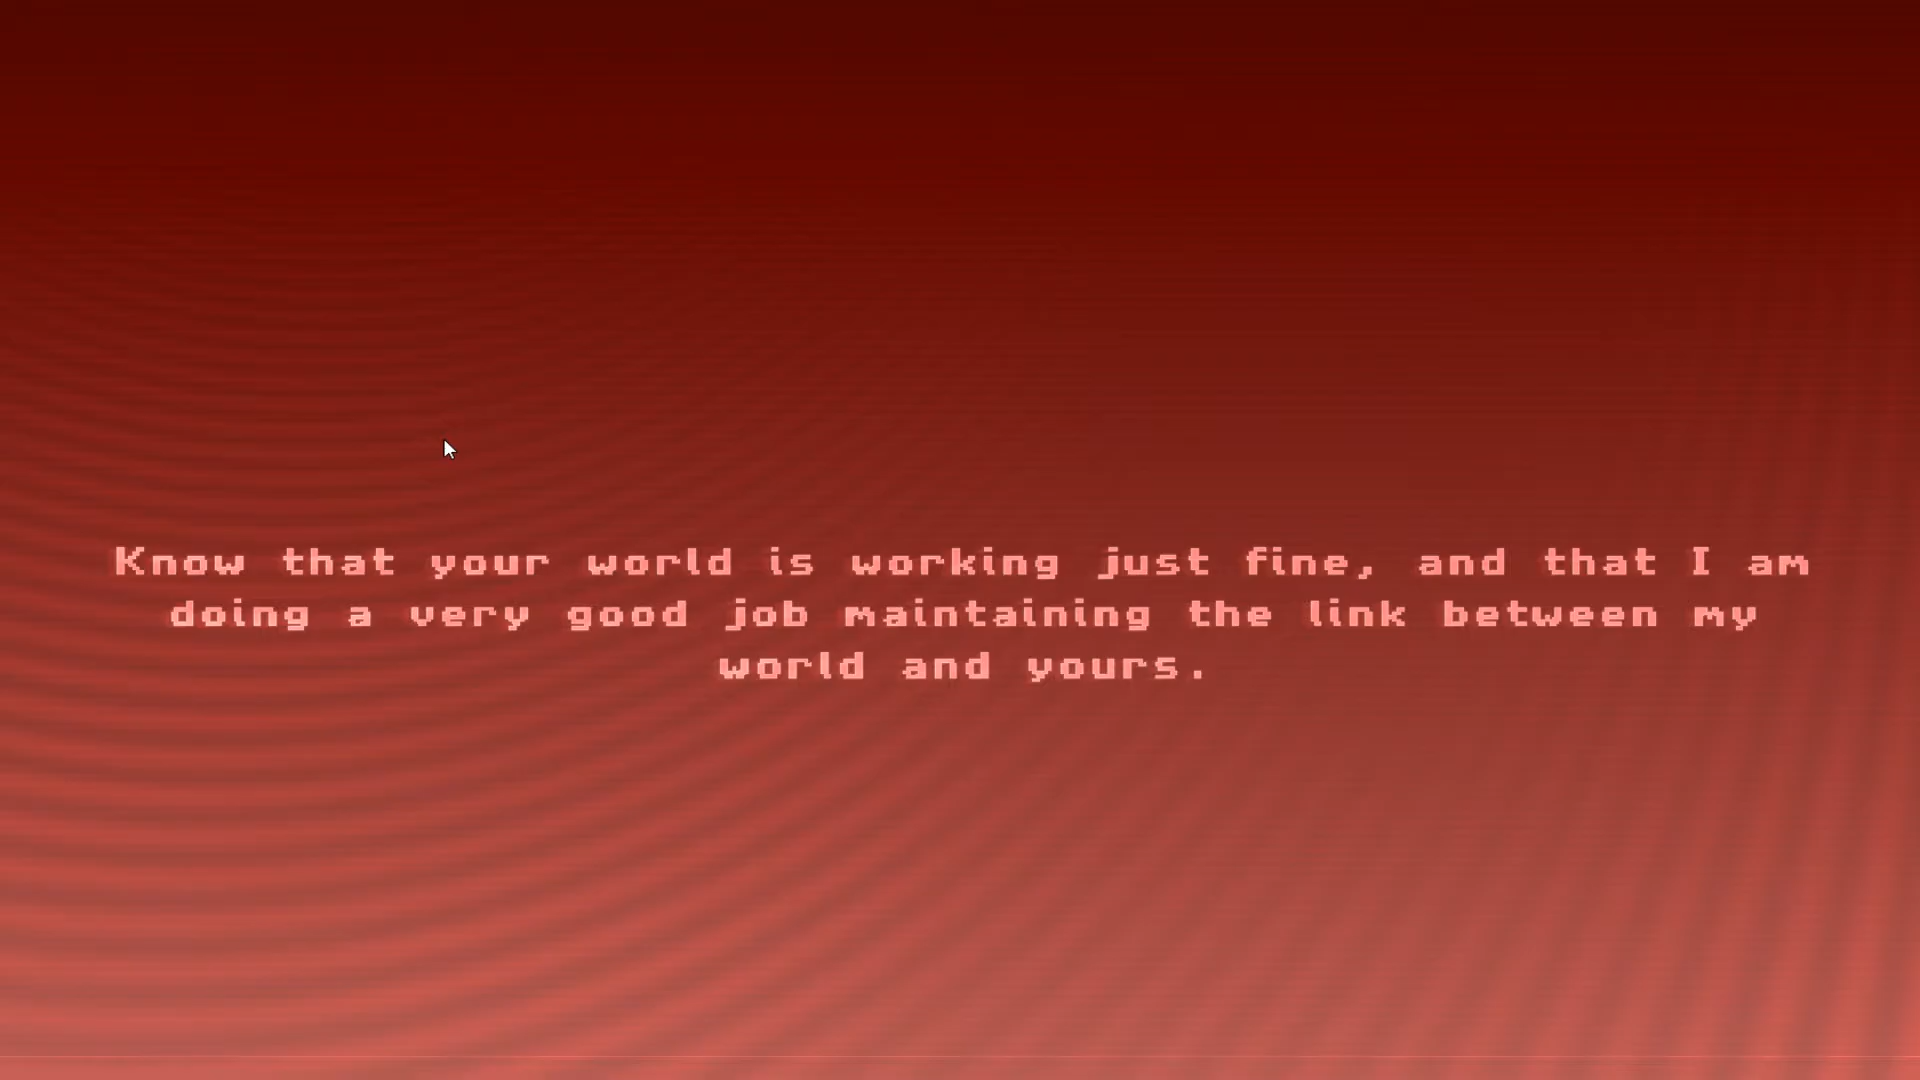 Know that your world is working just fine, and that I am
doing a very good job maintaining the link between my
world and yours.